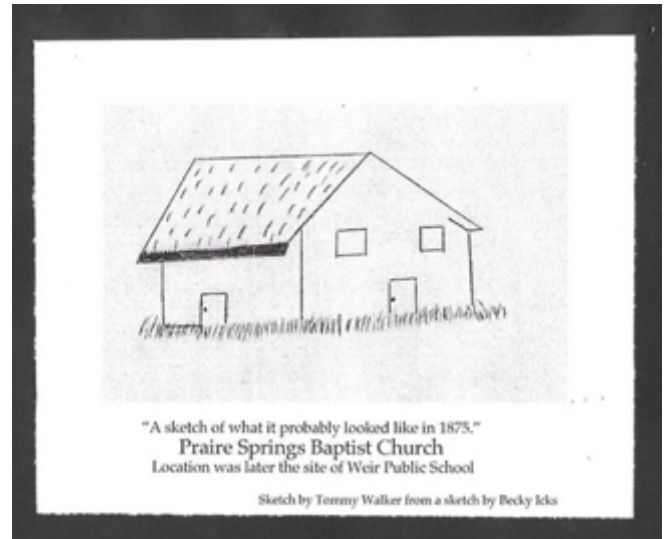 "A sketch of what it probably looked like in 1875."
Praire Springs Baptist Church
Location was later the site of Weir Public School
Sketch by Tommy Walker from a sketch by Becky Icks